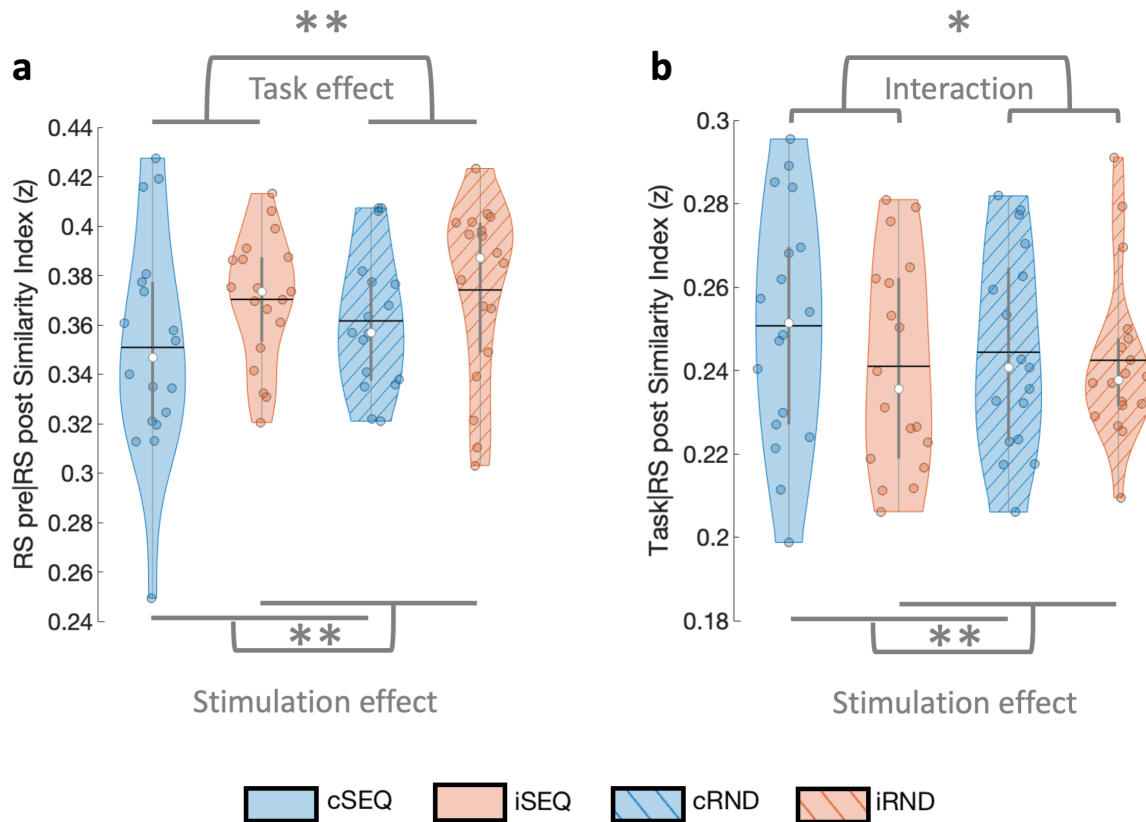 **
*
a
b
Task effect
Interaction
RS pre|RS post Similarity Index (z)
0.44
0.42
0.4
0.38
0.36
0.34
0.32
0.3
0.28
0.26
0.24
Task|RS post Similarity Index (z)
0.3
0.28
0.26
0.24
0.22
0.2
0.18
**
**
Stimulation effect
Stimulation effect
cSEQ
iSEQ
cRND
iRND